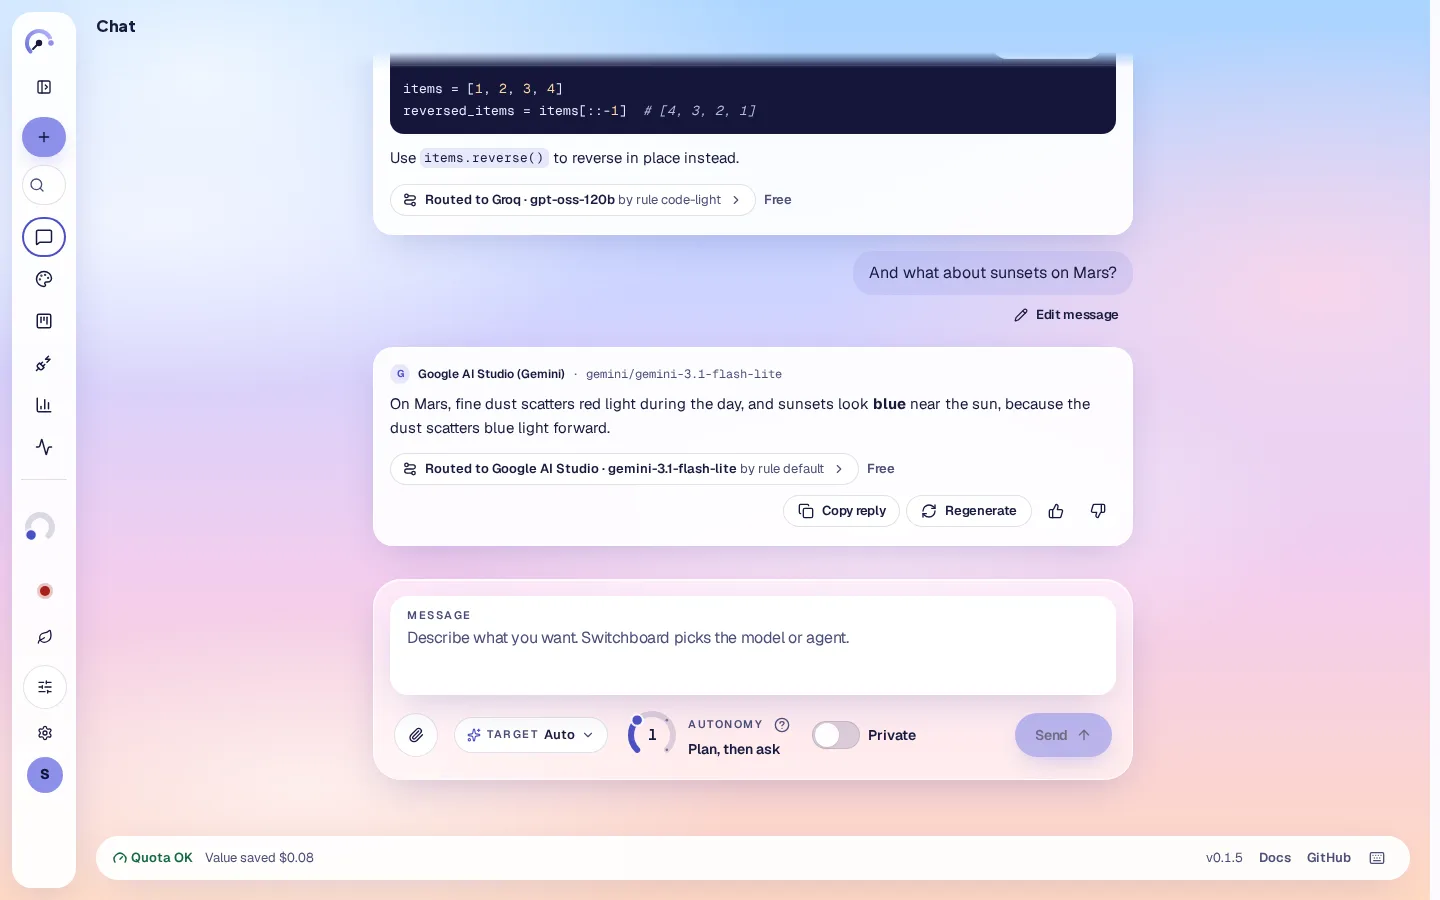 Chat
items = [1, 2, 3, 4]
reversed_items = items[::-1]  # [4, 3, 2, 1]
Use items.reverse() to reverse in place instead.
Routed to Groq · gpt-oss-120b by rule code-light
Free
And what about sunsets on Mars?
Edit message
G Google AI Studio (Gemini) · gemini/gemini-3.1-flash-lite
On Mars, fine dust scatters red light during the day, and sunsets look blue near the sun, because the
dust scatters blue light forward.
Routed to Google AI Studio · gemini-3.1-flash-lite by rule default
Free
Copy reply
Regenerate
MESSAGE
Describe what you want. Switchboard picks the model or agent.
TARGET Auto
1
AUTONOMY
Plan, then ask
Private
Send
S
Quota OK
Value saved $0.08
v0.1.5
Docs
GitHub